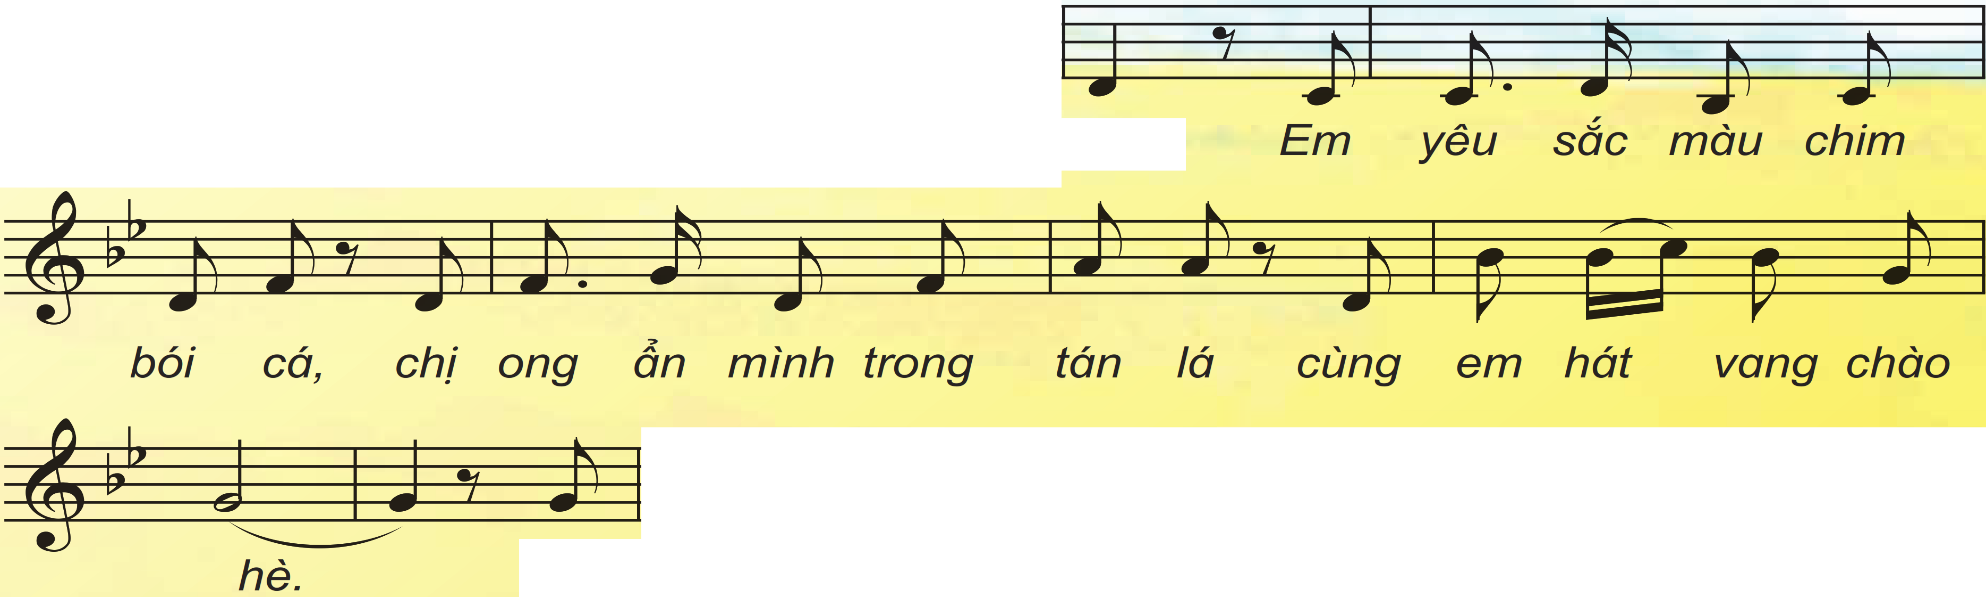 Em yêu sắc màu chim
bói cá, chị ong ẩn mình trong tán lá cùng em hát vang chào
hè.